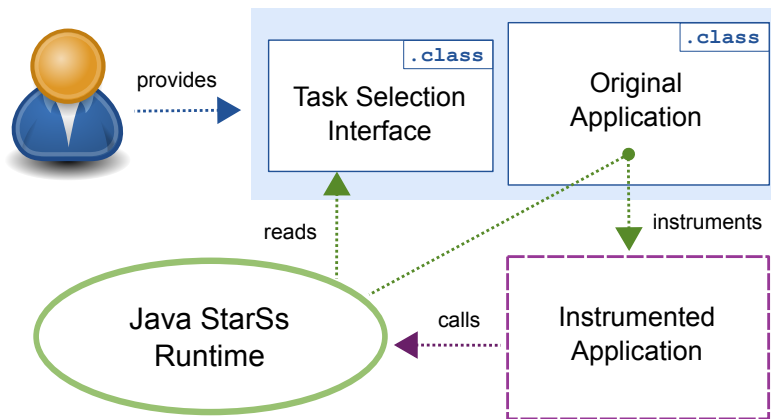 .class
.class
provides
Task Selection
Interface
Original
Application
reads
instruments
Java StarSs
Runtime
calls
Instrumented
Application